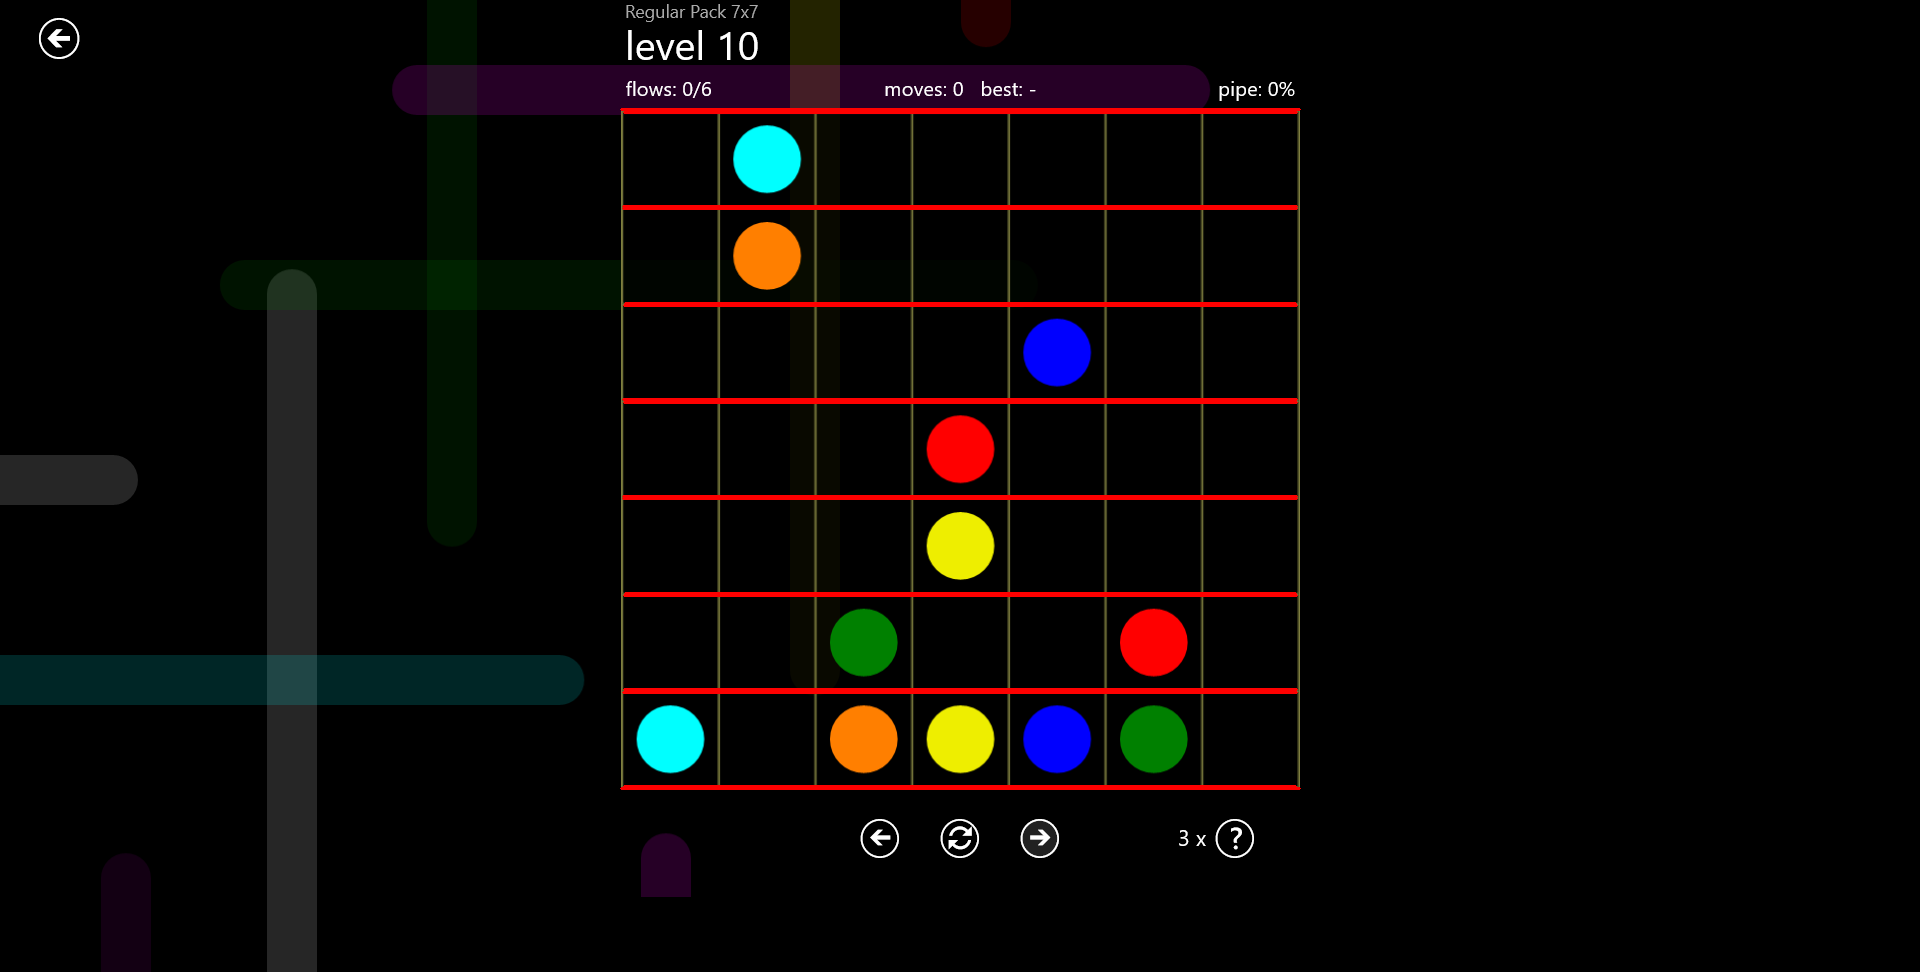 Regular Pack 7x7
level 10
flows: 0/6 moves: 0 best: - pipe: 0%
3 x ?